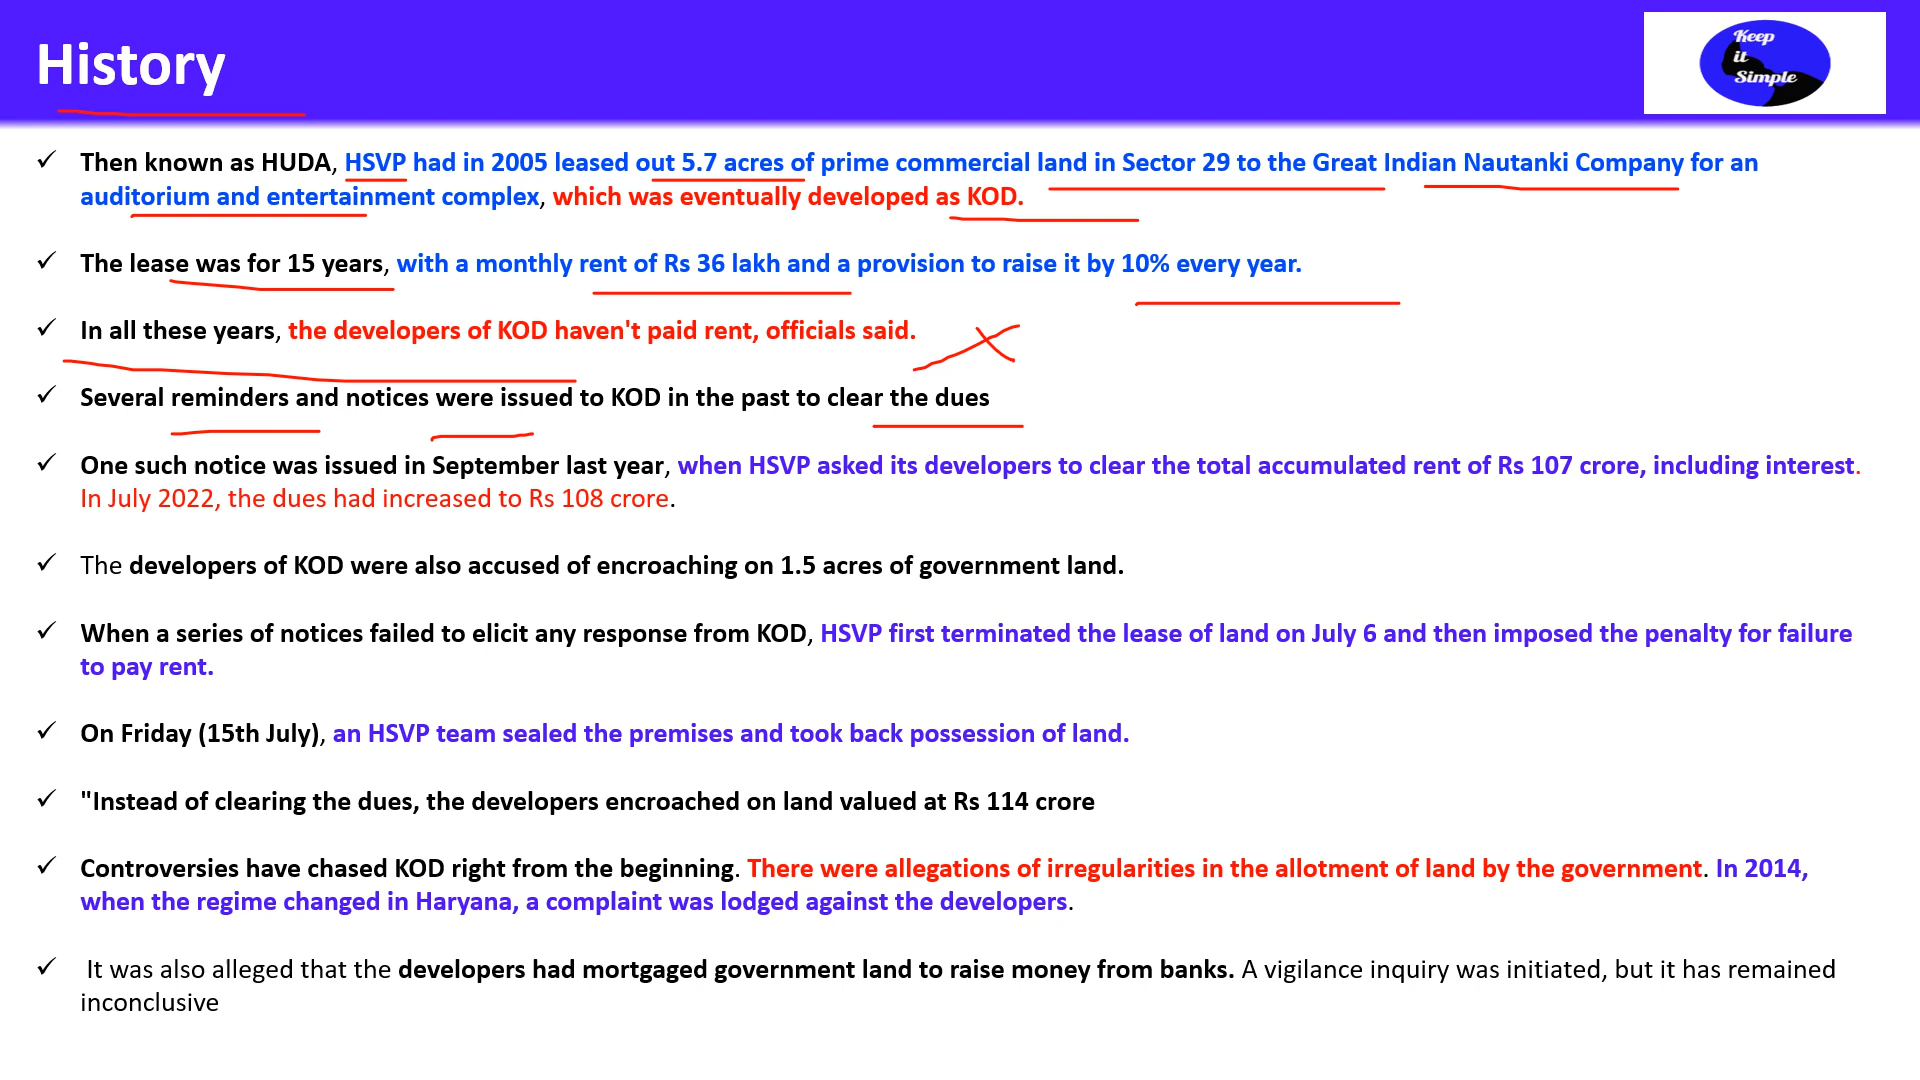 History
Keep
it
Simple
✓ Then known as HUDA, HSVP had in 2005 leased out 5.7 acres of prime commercial land in Sector 29 to the Great Indian Nautanki Company for an
auditorium and entertainment complex, which was eventually developed as KOD.
✓ The lease was for 15 years, with a monthly rent of Rs 36 lakh and a provision to raise it by 10% every year.
✓ In all these years, the developers of KOD haven't paid rent, officials said.
✓ Several reminders and notices were issued to KOD in the past to clear the dues
✓ One such notice was issued in September last year, when HSVP asked its developers to clear the total accumulated rent of Rs 107 crore, including interest.
In July 2022, the dues had increased to Rs 108 crore.
✓ The developers of KOD were also accused of encroaching on 1.5 acres of government land.
✓ When a series of notices failed to elicit any response from KOD, HSVP first terminated the lease of land on July 6 and then imposed the penalty for failure
to pay rent.
✓ On Friday (15th July), an HSVP team sealed the premises and took back possession of land.
✓ "Instead of clearing the dues, the developers encroached on land valued at Rs 114 crore
✓ Controversies have chased KOD right from the beginning. There were allegations of irregularities in the allotment of land by the government. In 2014,
when the regime changed in Haryana, a complaint was lodged against the developers.
✓ It was also alleged that the developers had mortgaged government land to raise money from banks. A vigilance inquiry was initiated, but it has remained
inconclusive